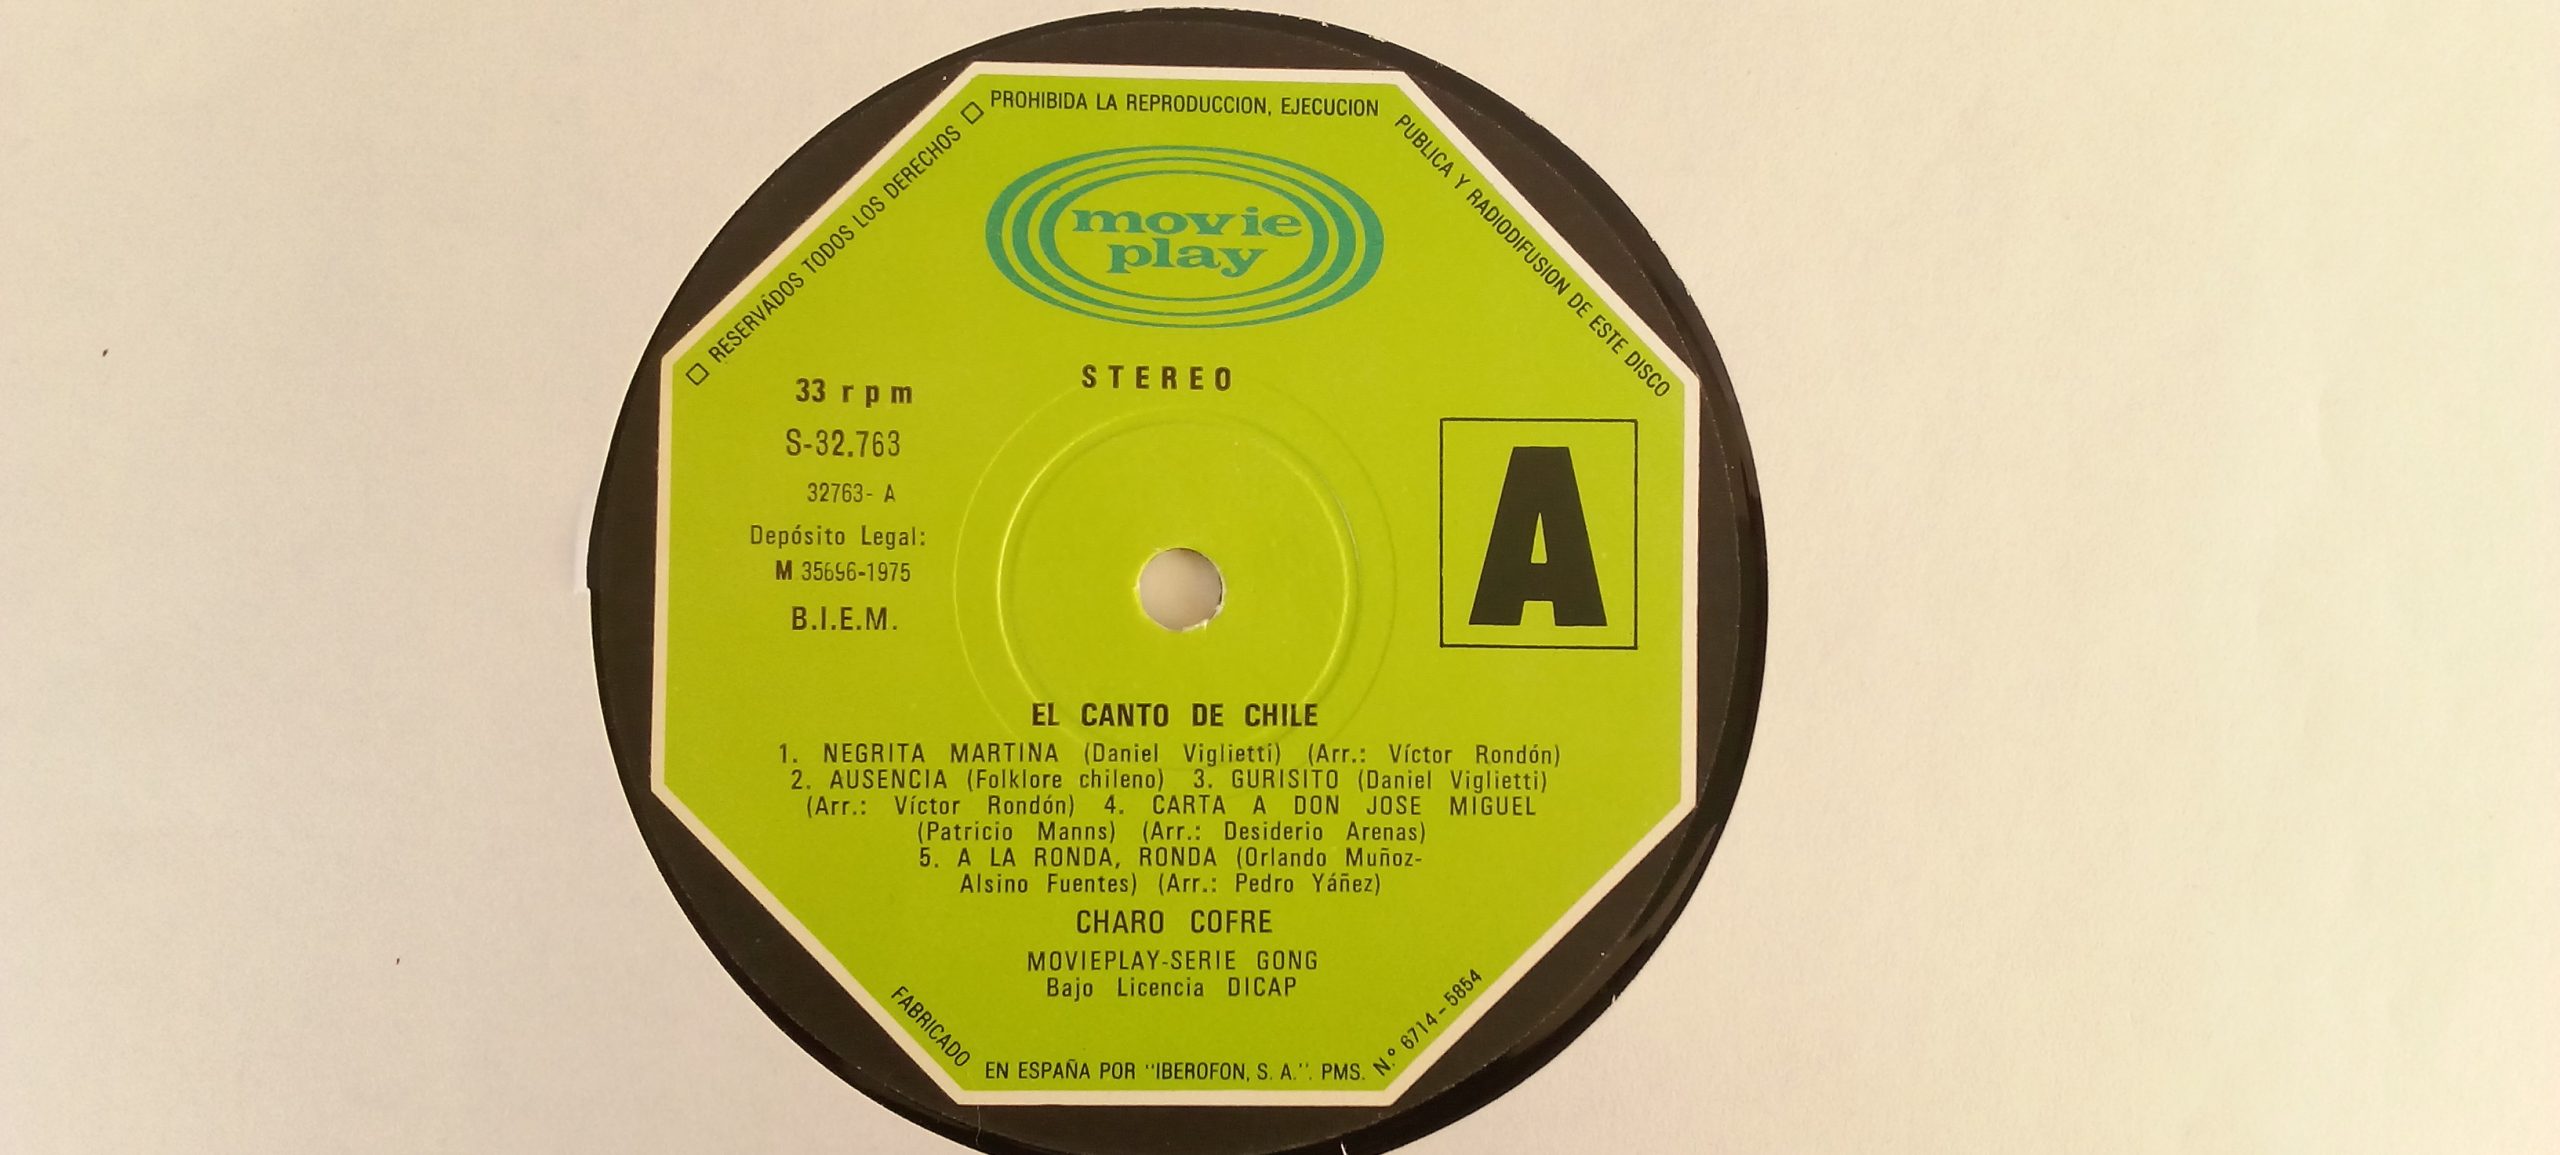 RESERVADOS TODOS LOS DERECHOS
PROHIBIDA LA REPRODUCCION, EJECUCION
PUBLICA Y RADIODIFUSION DE ESTE DISCO
movie
play
STEREO
33 rpm
S-32.763
32763- A
Depósito Legal:
M 35696-1975
B.I.E.M.
A
EL CANTO DE CHILE
1. NEGRITA MARTINA (Daniel Viglietti) (Arr.: Víctor Rondón)
2. AUSENCIA (Folklore chileno) 3. GURISITO (Daniel Viglietti)
(Arr.: Víctor Rondón) 4. CARTA A DON JOSE MIGUEL
(Patricio Manns) (Arr.: Desiderio Arenas)
5. A LA RONDA, RONDA (Orlando Muñoz-
Alsino Fuentes) (Arr.: Pedro Yáñez)
CHARO COFRE
MOVIEPLAY-SERIE GONG
Bajo Licencia DICAP
FABRICADO
EN ESPAÑA POR "IBEROFON, S. A.". PMS.
N.º 6714-5854